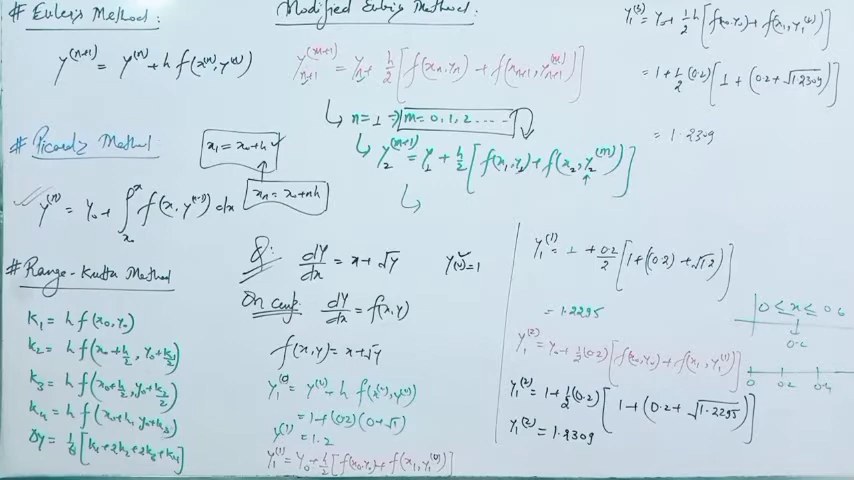 # Euler's Method:
y^(n+1) = y^(n) + h f(x^(n), y^(n))
# Picard's Method:
x₁ = x₀+h
xₙ = x₀+nh
y^(n) = y₀ + ∫_{x₀}^{x} f(x, y^(n-1)) dx
# Range-Kutta Method
K₁ = h f(x₀, y₀)
K₂ = h f(x₀+h/2, y₀+K₁/2)
K₃ = h f(x₀+h/2, y₀+K₂/2)
K₄ = h f(x₀+h, y₀+K₃)
Δy = 1/6 [K₁+2K₂+2K₃+K₄]
Modified Euler's Method:
y_{n+1}^(m+1) = y_n + h/2 [f(x_n, y_n) + f(x_{n+1}, y_{n+1}^(m))]
n=1 ⇒ m=0,1,2.....
y₂^(m+1) = y₁ + h/2 [f(x₁, y₁) + f(x₂, y₂^(m))]
Q: dy/dx = x+√y y(0)=1
On comp. dy/dx = f(x,y)
f(x,y) = x+√y
y₁^(0) = y^(0) + h f(x^(0), y^(0))
= 1+(0.2)(0+√1)
y^(1) = 1.2
y₁^(1) = y₀ + h/2 [f(x₀,y₀) + f(x₁, y₁^(0))]
y₁^(1) = 1 + 0.2/2 [1+((0.2)+√1.2)]
= 1.2295
y₁^(2) = y₀ + 1/2 (0.2) [f(x₀,y₀) + f(x₁, y₁^(1))]
y₁^(2) = 1 + 1/2 (0.2) [1+(0.2+√1.2295)]
y₁^(2) = 1.2309
y₁^(3) = y₀ + 1/2 h [f(x₀,y₀) + f(x₁, y₁^(2))]
= 1 + 1/2 (0.2) [1 + (0.2+√1.2309)]
= 1.2309
0 ≤ x ≤ 0.6
0.2
0 0.2 0.4